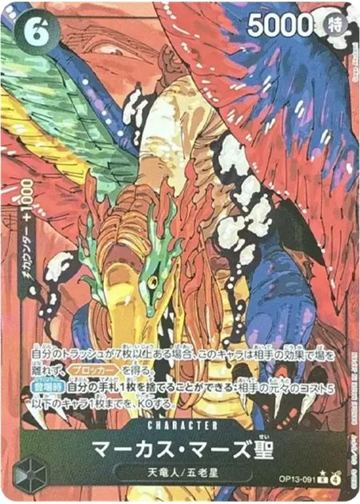 6
5000
特
カウンター +1000
自分のトラッシュが7枚以上ある場合、このキャラは相手の効果で場を
離れず、ブロッカーを得る。
登場時 自分の手札1枚を捨てることができる:相手の元々のコスト5
以下のキャラ1枚までを、KOする。
CHARACTER
マーカス・マーズ聖
せい
天竜人/五老星
OP13-091 R 4